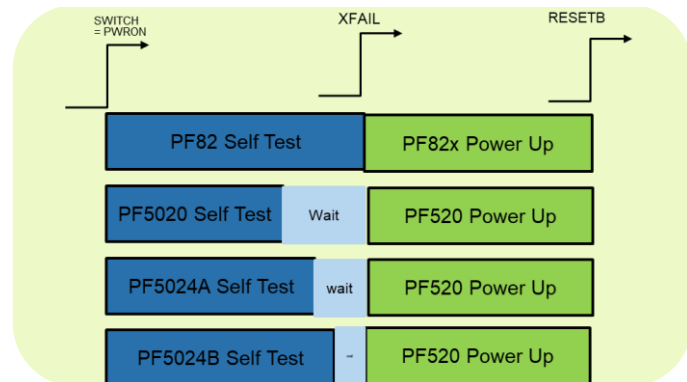 SWITCH
= PWRON
XFAIL
RESETB
PF82 Self Test
PF82x Power Up
PF5020 Self Test
Wait
PF520 Power Up
PF5024A Self Test
wait
PF520 Power Up
PF5024B Self Test
PF520 Power Up